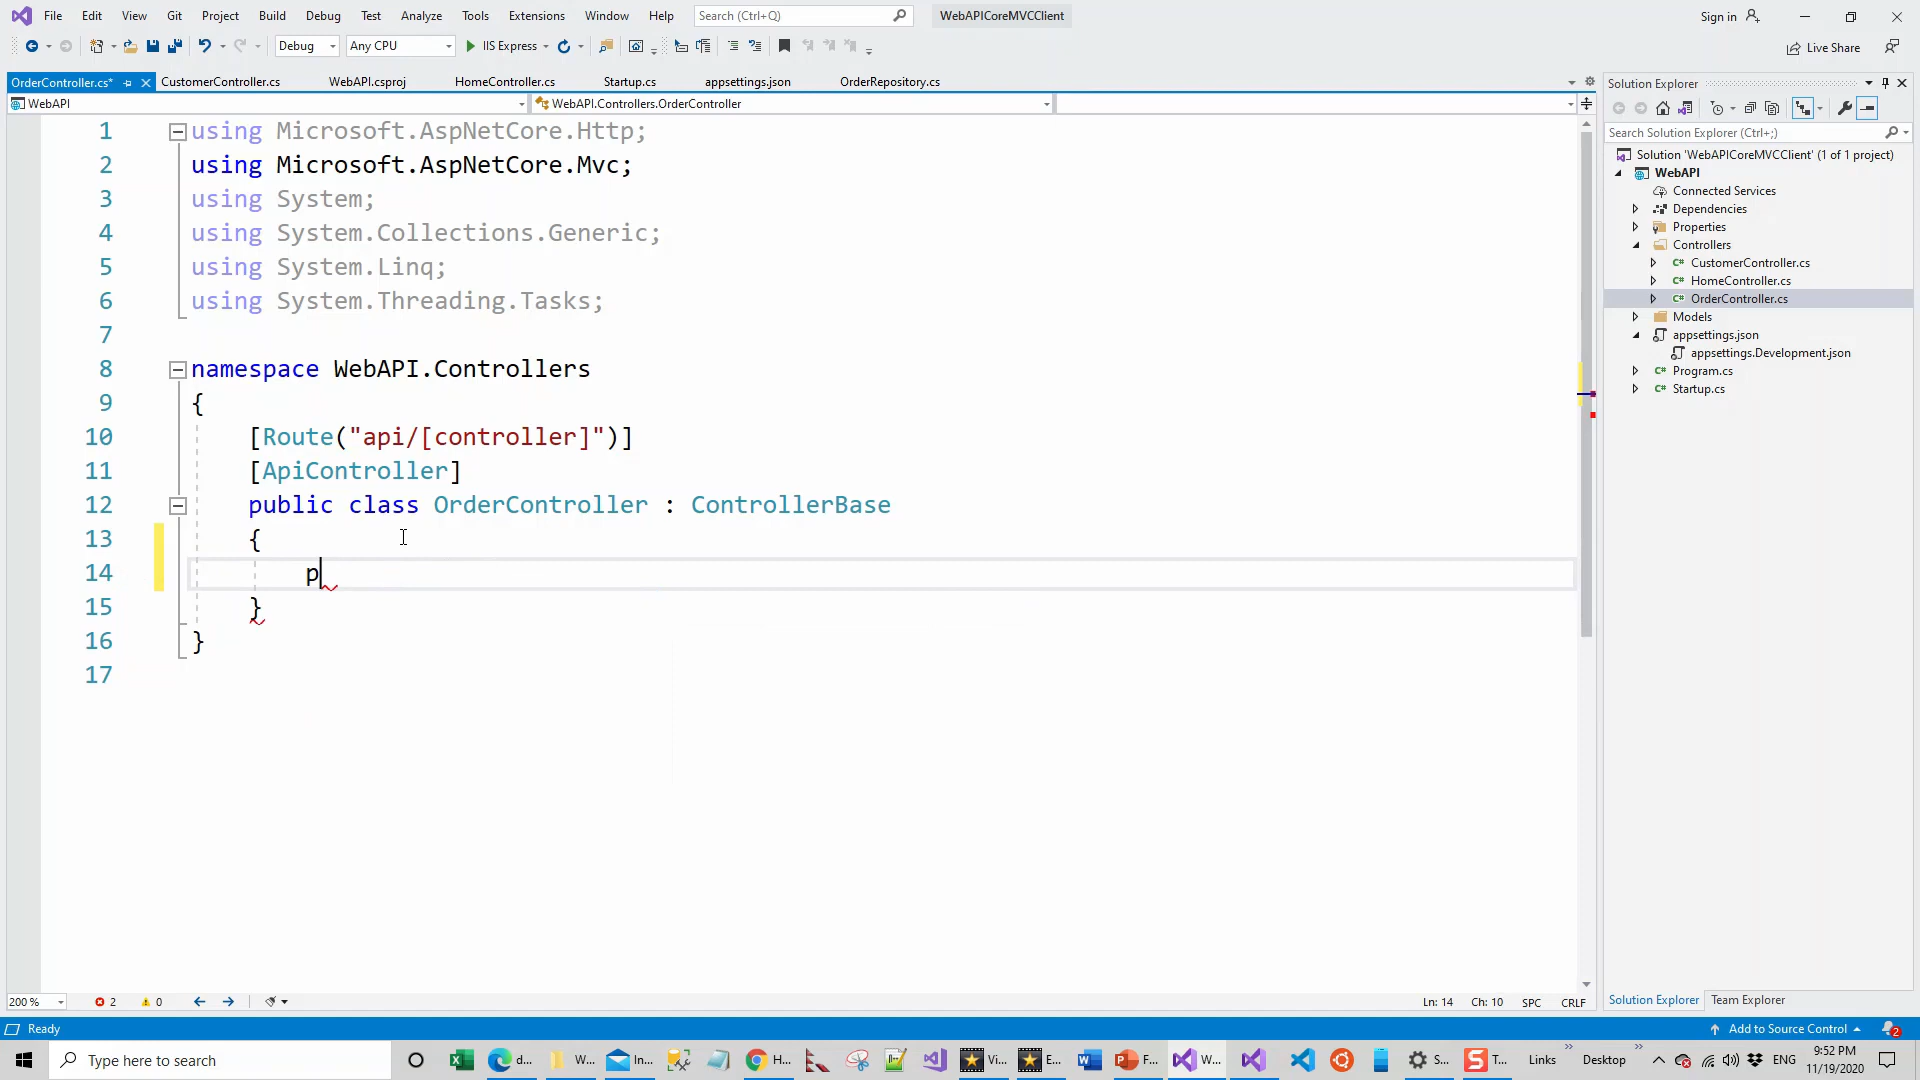 File Edit View Git Project Build Debug Test Analyze Tools Extensions Window Help Search (Ctrl+Q) WebAPICoreMVCClient Sign in
Debug Any CPU IIS Express Live Share
OrderController.cs* CustomerController.cs WebAPI.csproj HomeController.cs Startup.cs appsettings.json OrderRepository.cs
WebAPI WebAPI.Controllers.OrderController
1 using Microsoft.AspNetCore.Http;
2 using Microsoft.AspNetCore.Mvc;
3 using System;
4 using System.Collections.Generic;
5 using System.Linq;
6 using System.Threading.Tasks;
7
8 namespace WebAPI.Controllers
9 {
10 [Route("api/[controller]")]
11 [ApiController]
12 public class OrderController : ControllerBase
13 {
14 p
15 }
16 }
17
Solution Explorer
Search Solution Explorer (Ctrl+;)
Solution 'WebAPICoreMVCClient' (1 of 1 project)
WebAPI
Connected Services
Dependencies
Properties
Controllers
C# CustomerController.cs
C# HomeController.cs
C# OrderController.cs
Models
appsettings.json
appsettings.Development.json
C# Program.cs
C# Startup.cs
200 % 2 0 Ln: 14 Ch: 10 SPC CRLF
Solution Explorer Team Explorer
Ready Add to Source Control 2
Type here to search d... W... In... H... Vi... E... F... W... S... T... Links Desktop ENG
9:52 PM
11/19/2020